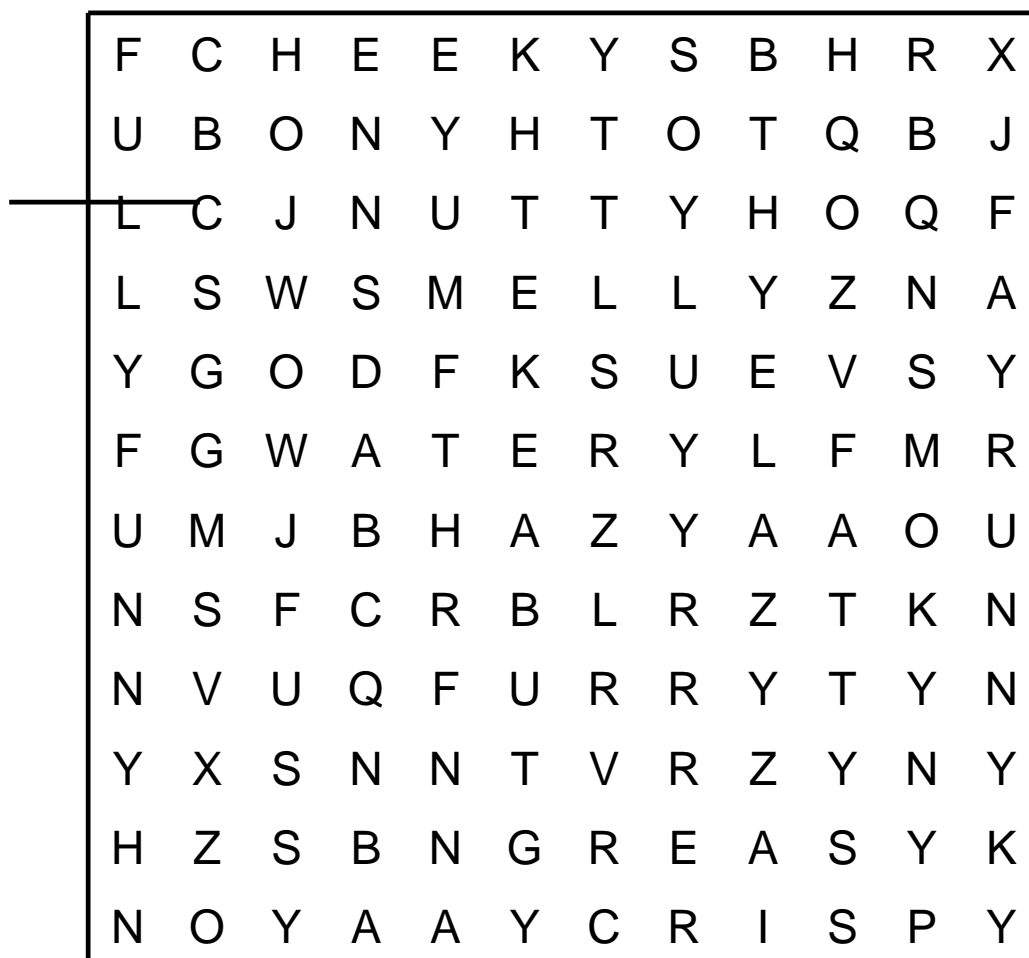 F C H E E K Y S B H R X
U B O N Y H T O T Q B J
L C J N U T T Y H O Q F
L S W S M E L L Y Z N A
Y G O D F K S U E V S Y
F G W A T E R Y L F M R
U M J B H A Z Y A A O U
N S F C R B L R Z T K N
N V U Q F U R R Y T Y N
Y X S N N T V R Z Y N Y
H Z S B N G R E A S Y K
N O Y A A Y C R I S P Y